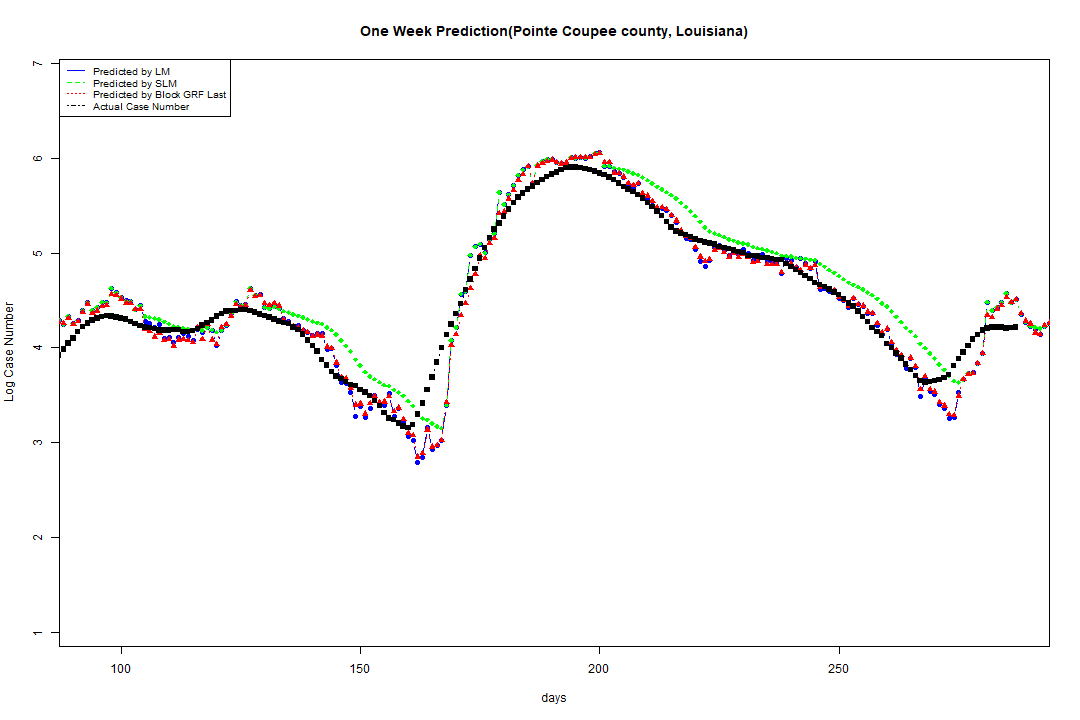 One Week Prediction(Pointe Coupee county, Louisiana)
Predicted by LM
Predicted by SLM
Predicted by Block GRF Last
Actual Case Number
7
6
5
4
3
2
1
Log Case Number
100 150 200 250
days